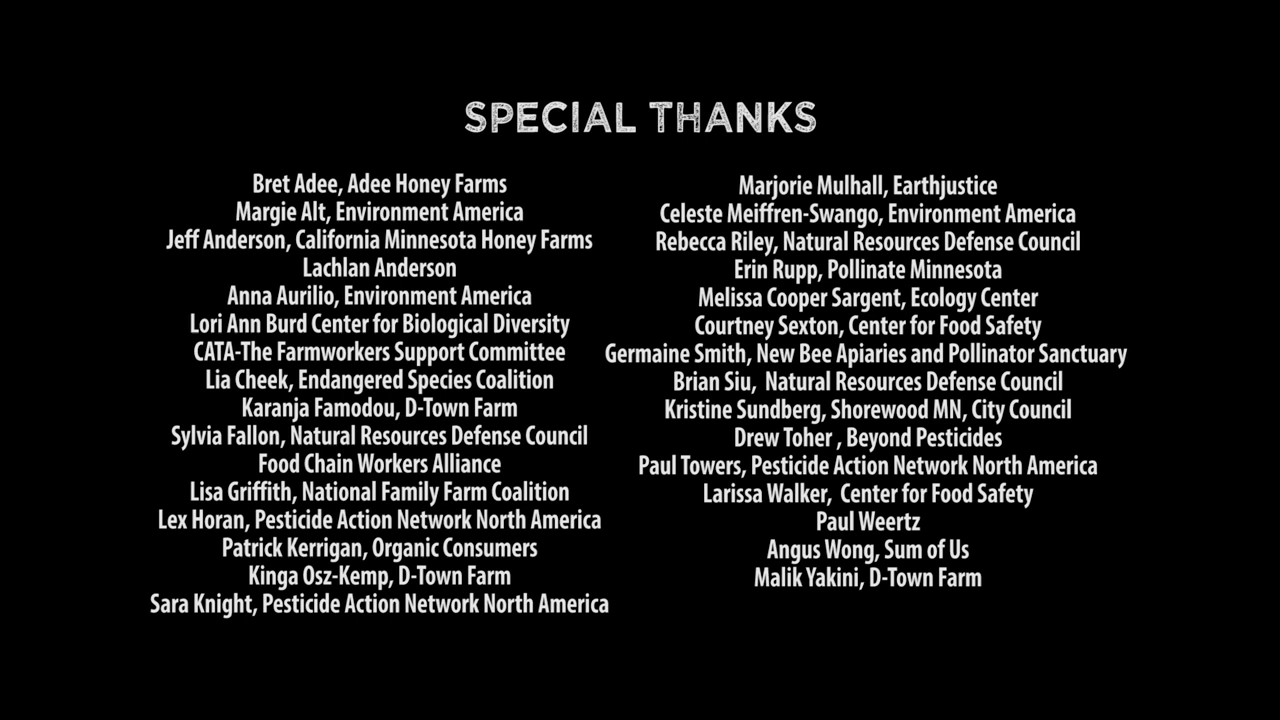 SPECIAL THANKS
Bret Adee, Adee Honey Farms
Margie Alt, Environment America
Jeff Anderson, California Minnesota Honey Farms
Lachlan Anderson
Anna Aurilio, Environment America
Lori Ann Burd Center for Biological Diversity
CATA-The Farmworkers Support Committee
Lia Cheek, Endangered Species Coalition
Karanja Famodou, D-Town Farm
Sylvia Fallon, Natural Resources Defense Council
Food Chain Workers Alliance
Lisa Griffith, National Family Farm Coalition
Lex Horan, Pesticide Action Network North America
Patrick Kerrigan, Organic Consumers
Kinga Osz-Kemp, D-Town Farm
Sara Knight, Pesticide Action Network North America
Marjorie Mulhall, Earthjustice
Celeste Meiffren-Swango, Environment America
Rebecca Riley, Natural Resources Defense Council
Erin Rupp, Pollinate Minnesota
Melissa Cooper Sargent, Ecology Center
Courtney Sexton, Center for Food Safety
Germaine Smith, New Bee Apiaries and Pollinator Sanctuary
Brian Siu,  Natural Resources Defense Council
Kristine Sundberg, Shorewood MN, City Council
Drew Toher , Beyond Pesticides
Paul Towers, Pesticide Action Network North America
Larissa Walker,  Center for Food Safety
Paul Weertz
Angus Wong, Sum of Us
Malik Yakini, D-Town Farm